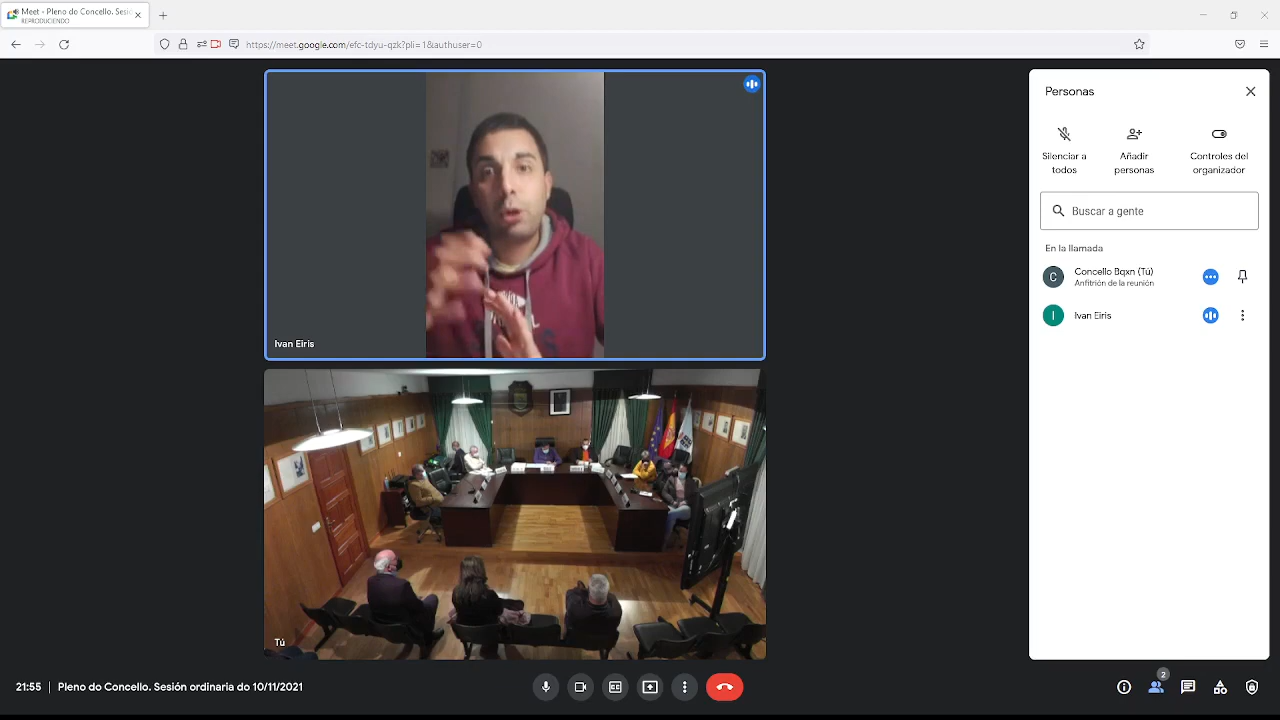 Meet - Pleno do Concello. Sesi
REPRODUCIENDO
https://meet.google.com/efc-tdyu-qzk?pli=1&authuser=0
Personas
Silenciar a todos
Añadir personas
Controles del organizador
Buscar a gente
En la llamada
C
Concello Bqxn (Tú)
Anfitrión de la reunión
I
Ivan Eiris
Ivan Eiris
Tú
21:55 | Pleno do Concello. Sesión ordinaria do 10/11/2021
2